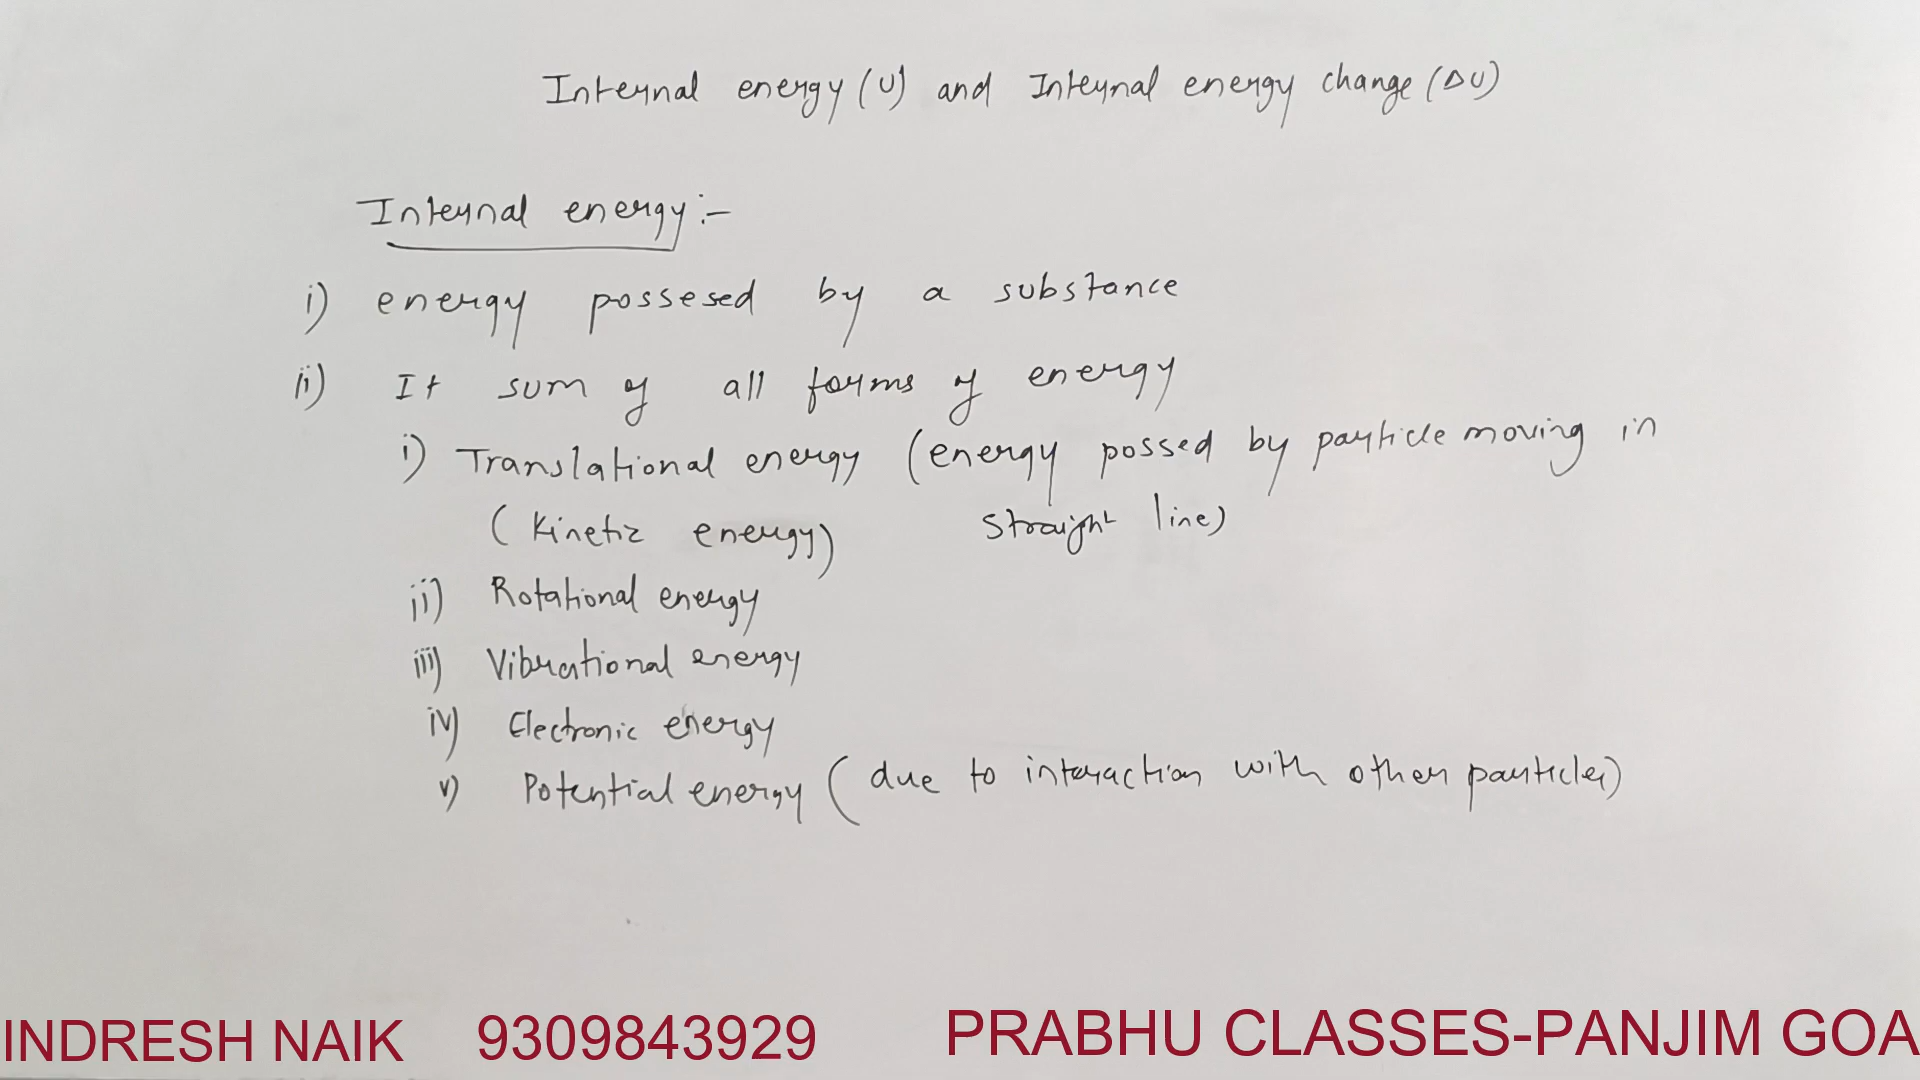 Internal energy (U) and Internal energy change (ΔU)
Internal energy :-
i) energy possesed by a substance
ii) It sum of all forms of energy
i) Translational energy (energy possed by particle moving in
(Kinetic energy) straight line)
ii) Rotational energy
iii) Vibrational energy
iv) Electronic energy
v) Potential energy (due to interaction with other particles)
INDRESH NAIK 9309843929 PRABHU CLASSES-PANJIM GOA